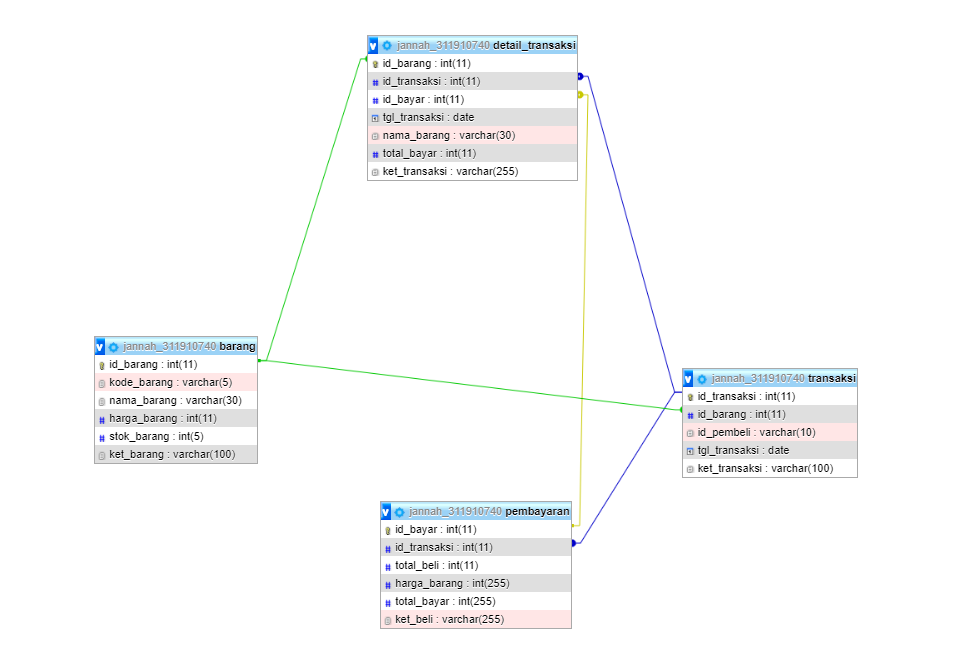 jannah_311910740 detail_transaksi
id_barang : int(11)
id_transaksi : int(11)
id_bayar : int(11)
tgl_transaksi : date
nama_barang : varchar(30)
total_bayar : int(11)
ket_transaksi : varchar(255)
jannah_311910740 barang
id_barang : int(11)
kode_barang : varchar(5)
nama_barang : varchar(30)
harga_barang : int(11)
stok_barang : int(5)
ket_barang : varchar(100)
jannah_311910740 transaksi
id_transaksi : int(11)
id_barang : int(11)
id_pembeli : varchar(10)
tgl_transaksi : date
ket_transaksi : varchar(100)
jannah_311910740 pembayaran
id_bayar : int(11)
id_transaksi : int(11)
total_beli : int(11)
harga_barang : int(255)
total_bayar : int(255)
ket_beli : varchar(255)